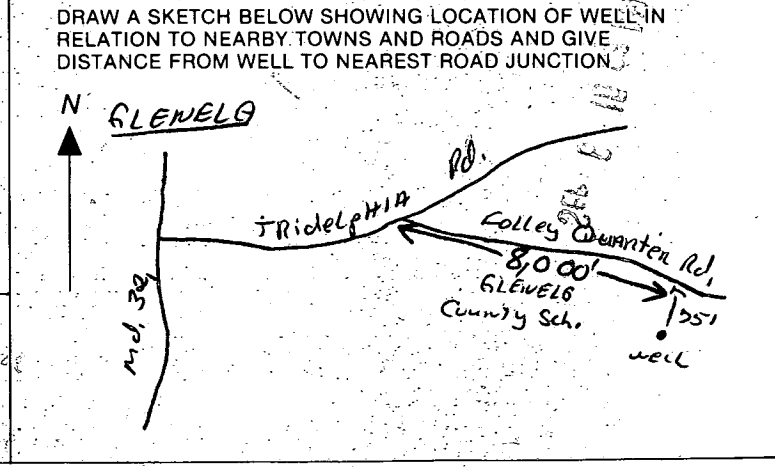 DRAW A SKETCH BELOW SHOWING LOCATION OF WELL IN
RELATION TO NEARBY TOWNS AND ROADS AND GIVE
DISTANCE FROM WELL TO NEAREST ROAD JUNCTION
N
GLENELG
TRidelpHIA Rd.
Folley QuARTER Rd,
8,000'
GLENELG
County Sch.
Md. 32
well